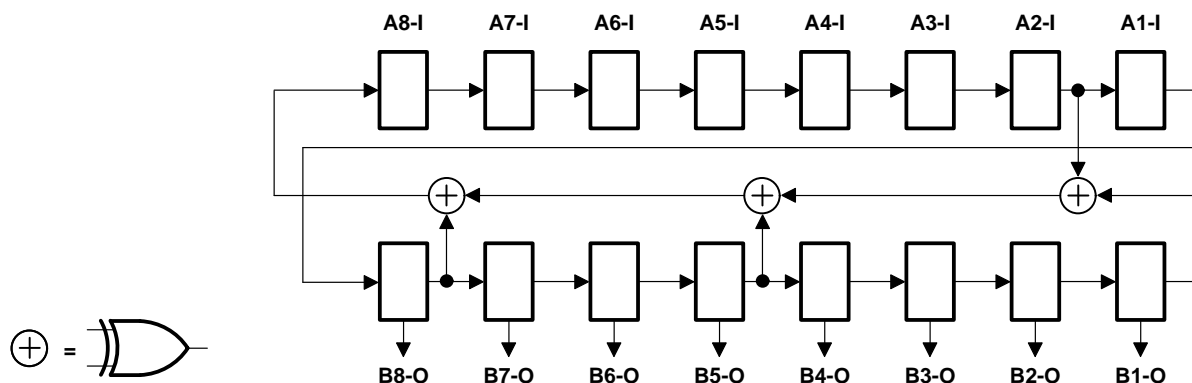 A8-I A7-I A6-I A5-I A4-I A3-I A2-I A1-I
=
B8-O B7-O B6-O B5-O B4-O B3-O B2-O B1-O